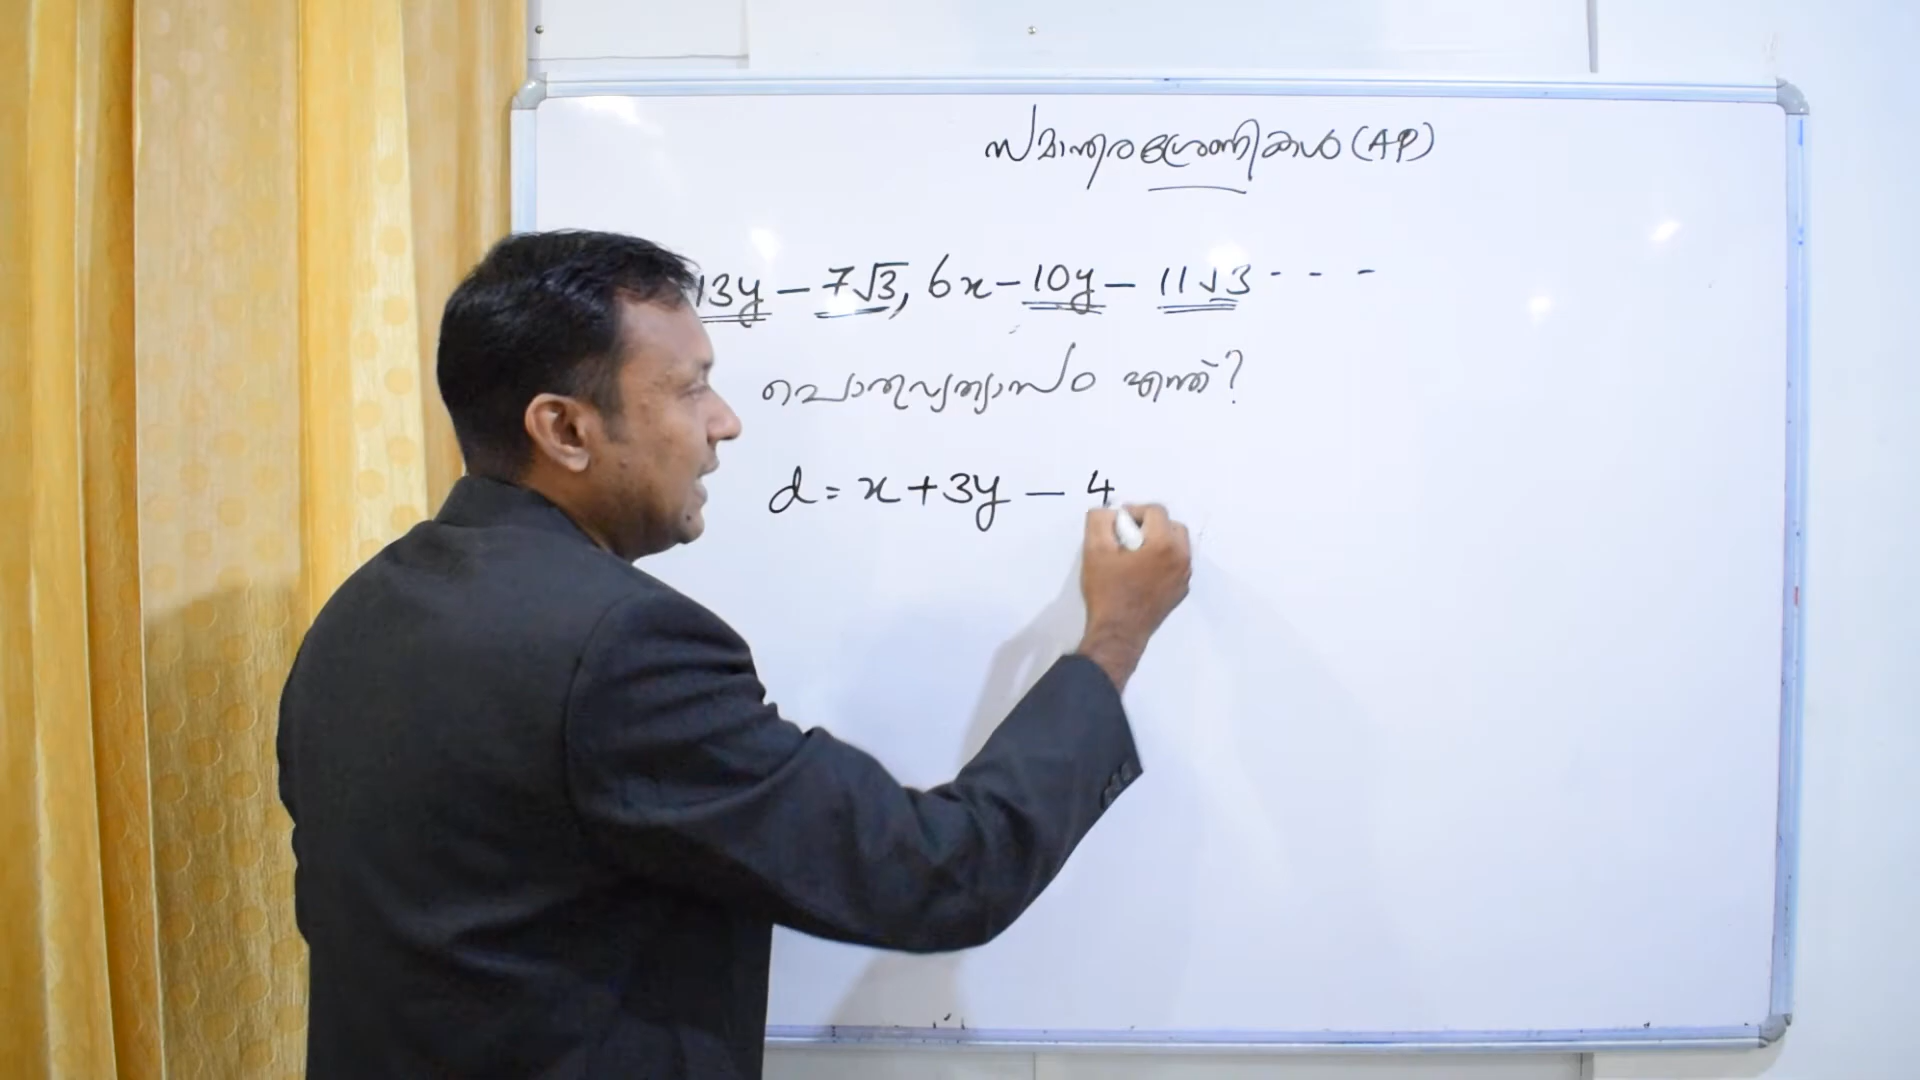 സമാന്തരശ്രേണികൾ (AP)
13y – 7√3, 6x – 10y – 11√3 - - -
പൊതുവ്യത്യാസം എന്ത്?
d = x + 3y – 4